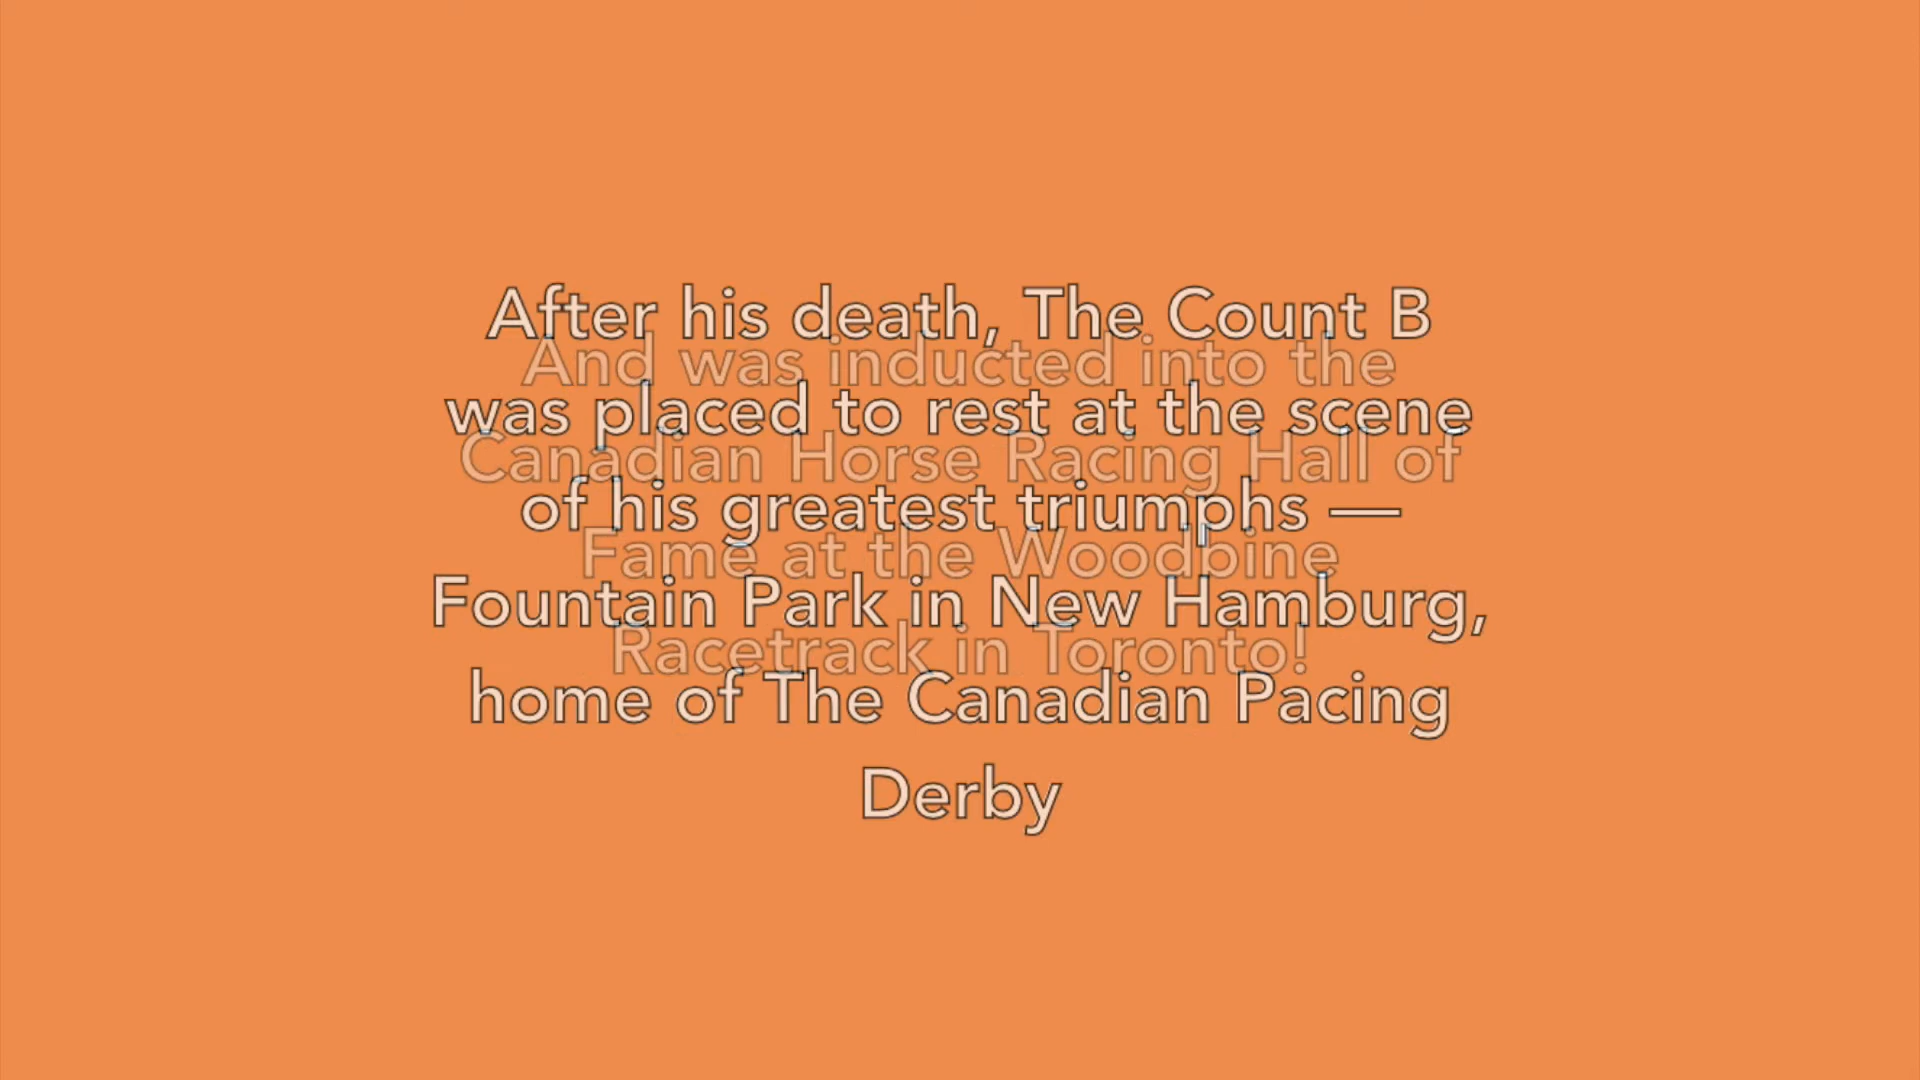 After his death, The Count B
was placed to rest at the scene
of his greatest triumphs —
Fountain Park in New Hamburg,
home of The Canadian Pacing
Derby
And was inducted into the
Canadian Horse Racing Hall of
Fame at the Woodbine
Racetrack in Toronto!